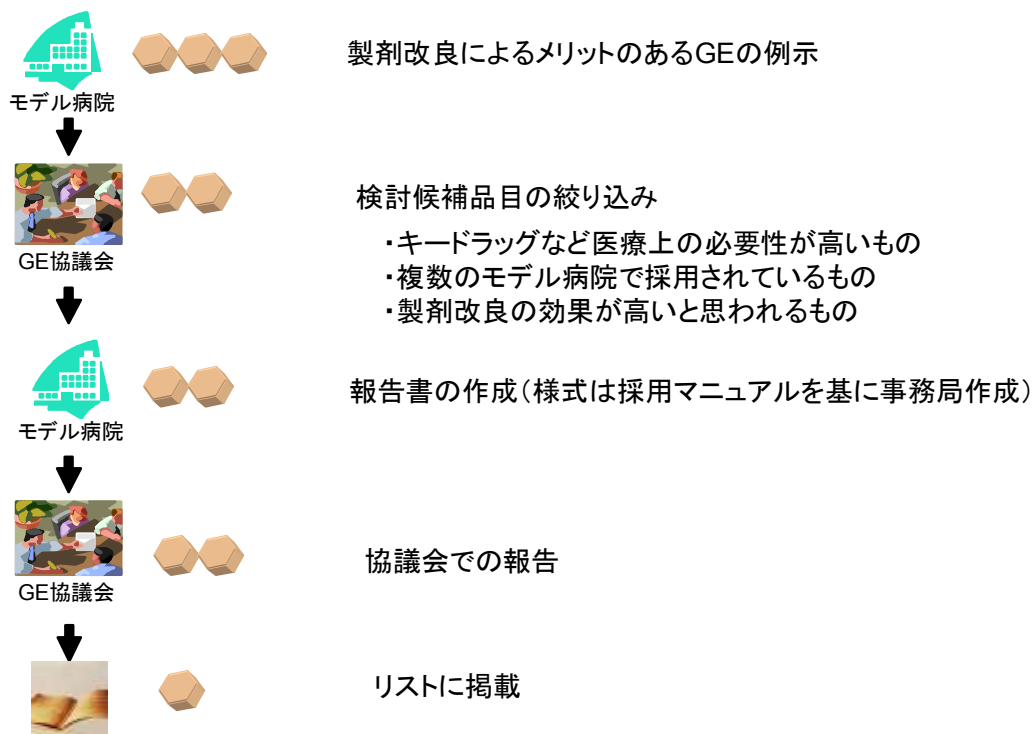 製剤改良によるメリットのあるGEの例示
モデル病院
検討候補品目の絞り込み
・キードラッグなど医療上の必要性が高いもの
・複数のモデル病院で採用されているもの
・製剤改良の効果が高いと思われるもの
GE協議会
報告書の作成(様式は採用マニュアルを基に事務局作成)
モデル病院
協議会での報告
GE協議会
リストに掲載